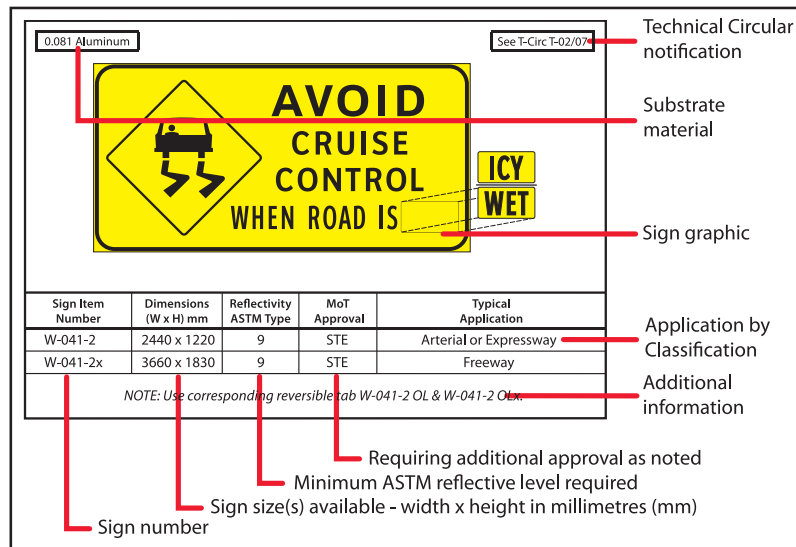 0.081 Aluminum
See T-Circ T-02/07
Technical Circular
notification
Substrate
material
AVOID
CRUISE
CONTROL
WHEN ROAD IS
ICY
WET
Sign graphic
Sign Item Number Dimensions (W x H) mm Reflectivity ASTM Type MoT Approval Typical Application
W-041-2 2440 x 1220 9 STE Arterial or Expressway
W-041-2x 3660 x 1830 9 STE Freeway
Application by
Classification
NOTE: Use corresponding reversible tab W-041-2 OL & W-041-2 OLx.
Additional
information
Requiring additional approval as noted
Minimum ASTM reflective level required
Sign size(s) available - width x height in millimetres (mm)
Sign number